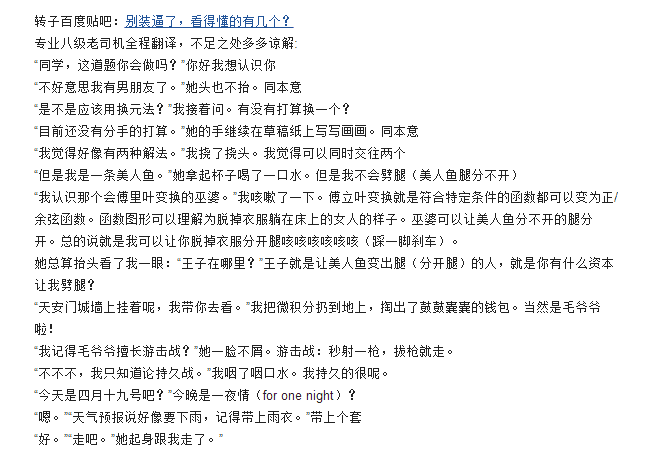 转子百度贴吧：别装逼了，看得懂的有几个？
专业八级老司机全程翻译，不足之处多多谅解:
“同学，这道题你会做吗？”你好我想认识你
“不好意思我有男朋友了。”她头也不抬。同本意
“是不是应该用换元法？”我接着问。有没有打算换一个？
“目前还没有分手的打算。”她的手继续在草稿纸上写写画画。同本意
“我觉得好像有两种解法。”我挠了挠头。我觉得可以同时交往两个
“但是我是一条美人鱼。”她拿起杯子喝了一口水。但是我不会劈腿（美人鱼腿分不开）
“我认识那个会傅里叶变换的巫婆。”我咳嗽了一下。傅立叶变换就是符合特定条件的函数都可以变为正/
余弦函数。函数图形可以理解为脱掉衣服躺在床上的女人的样子。巫婆可以让美人鱼分不开的腿分
开。总的说就是我可以让你脱掉衣服分开腿咳咳咳咳咳咳（踩一脚刹车）。
她总算抬头看了我一眼：“王子在哪里？”王子就是让美人鱼变出腿（分开腿）的人，就是你有什么资本
让我劈腿？
“天安门城墙上挂着呢，我带你去看。”我把微积分扔到地上，掏出了鼓鼓囊囊的钱包。当然是毛爷爷
啦！
“我记得毛爷爷擅长游击战？”她一脸不屑。游击战：秒射一枪，拔枪就走。
“不不不，我只知道论持久战。”我咽了咽口水。我持久的很呢。
“今天是四月十九号吧？”今晚是一夜情（for one night）？
“嗯。”“天气预报说好像要下雨，记得带上雨衣。”带上个套
“好。”“走吧。”她起身跟我走了。”